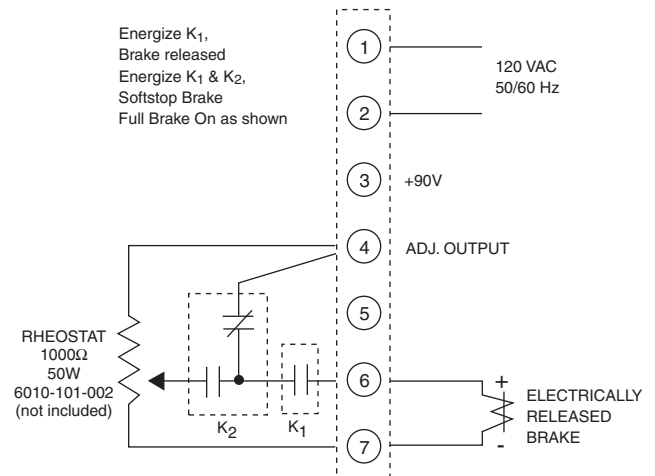 Energize K₁,
Brake released
Energize K₁ & K₂,
Softstop Brake
Full Brake On as shown
1
120 VAC
50/60 Hz
2
3
+90V
4
ADJ. OUTPUT
5
RHEOSTAT
1000Ω
50W
6010-101-002
(not included)
K₂
K₁
6
7
+
-
ELECTRICALLY
RELEASED
BRAKE